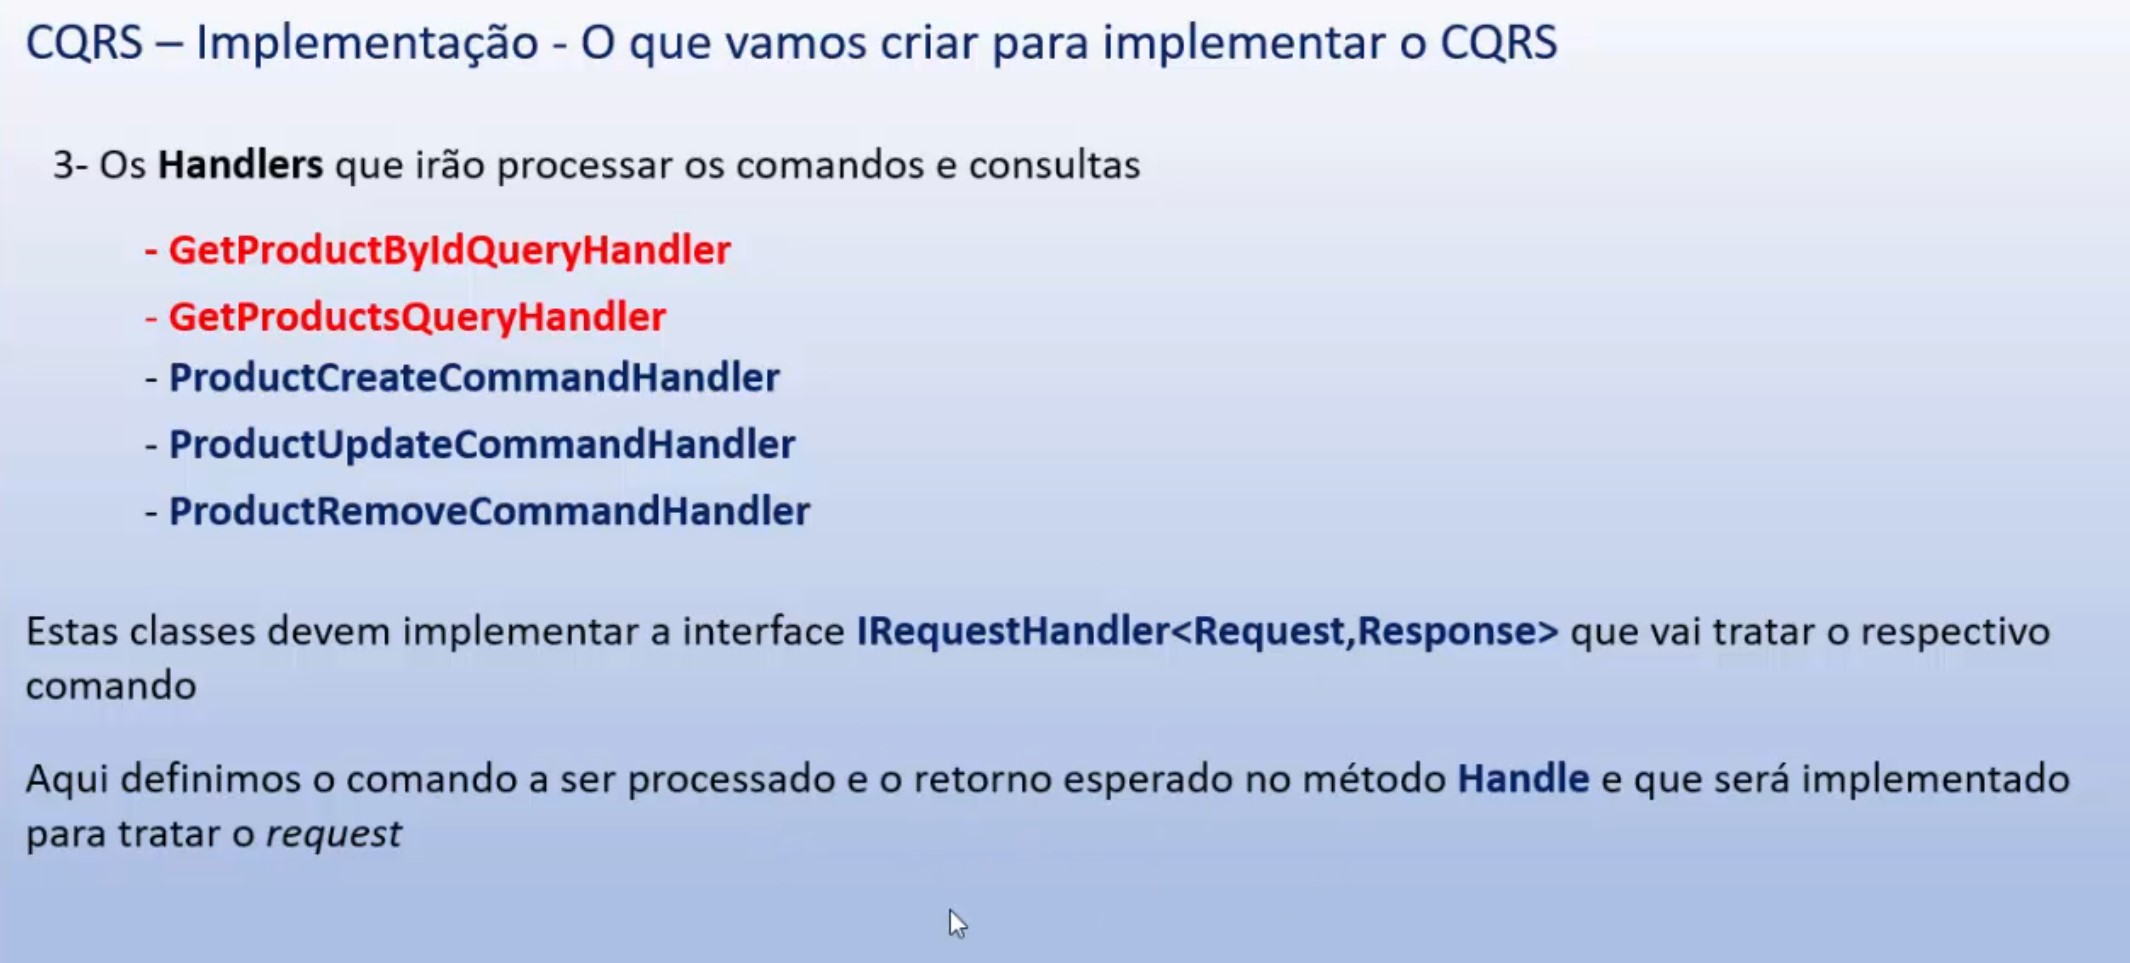 CQRS – Implementação - O que vamos criar para implementar o CQRS
3- Os Handlers que irão processar os comandos e consultas
- GetProductByIdQueryHandler
- GetProductsQueryHandler
- ProductCreateCommandHandler
- ProductUpdateCommandHandler
- ProductRemoveCommandHandler
Estas classes devem implementar a interface IRequestHandler<Request,Response> que vai tratar o respectivo
comando
Aqui definimos o comando a ser processado e o retorno esperado no método Handle e que será implementado
para tratar o request